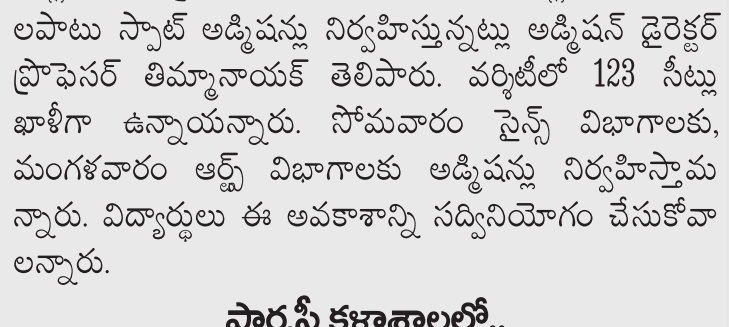 లపాటు స్పాట్ అడ్మిషన్లు నిర్వహిస్తున్నట్లు అడ్మిషన్ డైరెక్టర్
ప్రొఫెసర్ తిమ్మానాయక్ తెలిపారు. వర్శిటీలో 123 సీట్లు
ఖాళీగా ఉన్నాయన్నారు. సోమవారం సైన్స్ విభాగాలకు,
మంగళవారం ఆర్ట్స్ విభాగాలకు అడ్మిషన్లు నిర్వహిస్తామ
న్నారు. విద్యార్థులు ఈ అవకాశాన్ని సద్వినియోగం చేసుకోవా
లన్నారు.